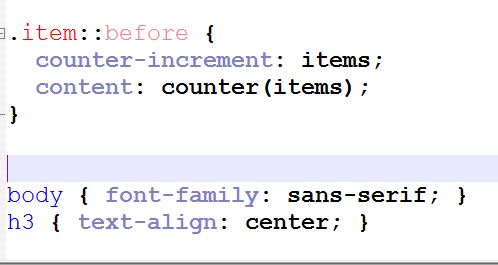 .item::before {
counter-increment: items;
content: counter(items);
}
body { font-family: sans-serif; }
h3 { text-align: center; }